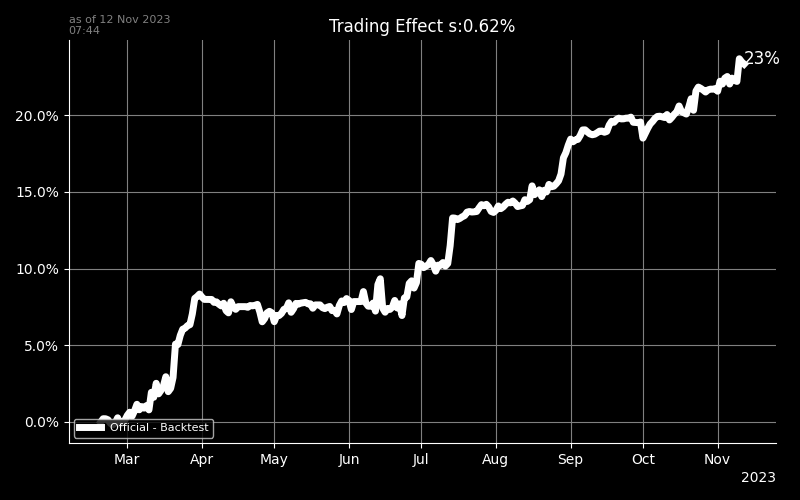 as of 12 Nov 2023
07:44
Trading Effect s:0.62%
23%
20.0%
15.0%
10.0%
5.0%
0.0%
Official - Backtest
Mar Apr May Jun Jul Aug Sep Oct Nov
2023